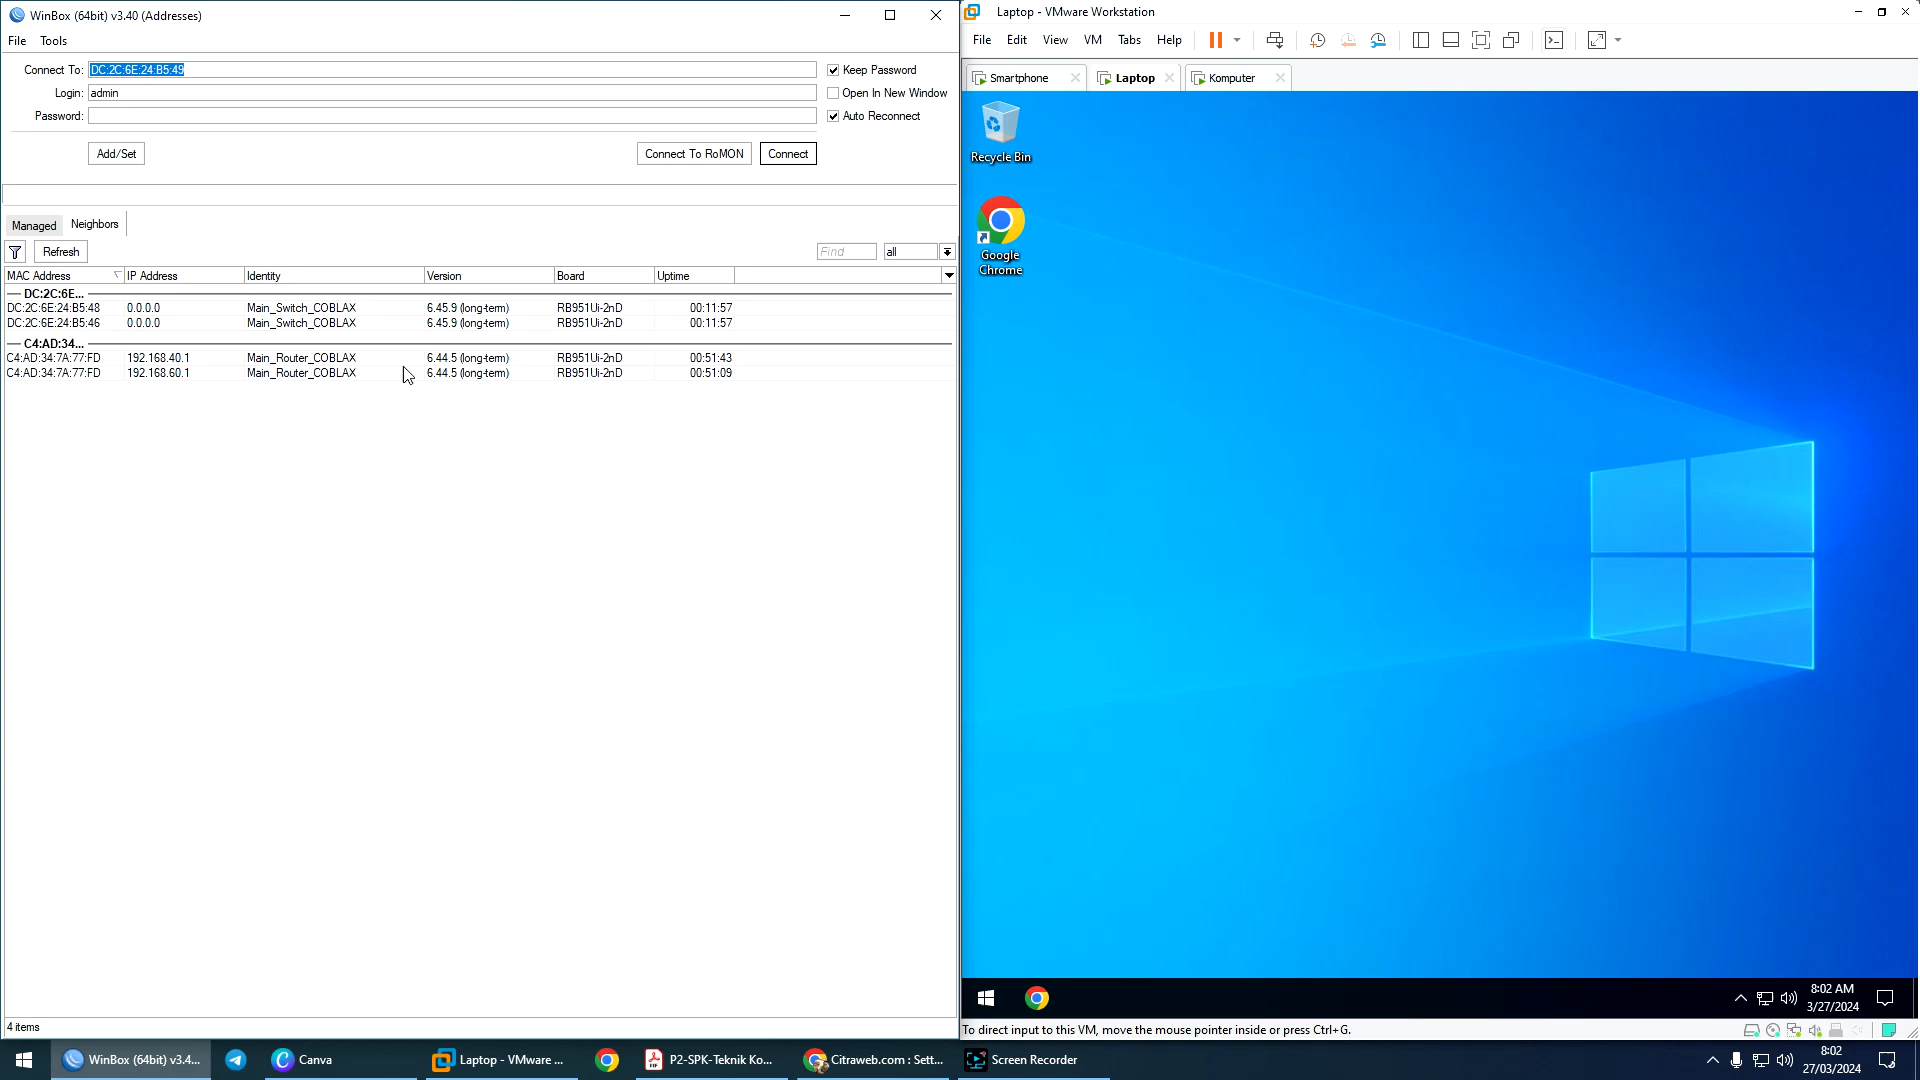 WinBox (64bit) v3.40 (Addresses)
File Tools
Connect To: DC:2C:6E:24:B5:49
Keep Password
Login: admin
Open In New Window
Password:
Auto Reconnect
Add/Set
Connect To RoMON
Connect
Managed
Neighbors
Refresh
Find
all
MAC Address IP Address Identity Version Board Uptime
DC:2C:6E...
DC:2C:6E:24:B5:48 0.0.0.0 Main_Switch_COBLAX 6.45.9 (long-term) RB951Ui-2nD 00:11:57
DC:2C:6E:24:B5:46 0.0.0.0 Main_Switch_COBLAX 6.45.9 (long-term) RB951Ui-2nD 00:11:57
C4:AD:34...
C4:AD:34:7A:77:FD 192.168.40.1 Main_Router_COBLAX 6.44.5 (long-term) RB951Ui-2nD 00:51:43
C4:AD:34:7A:77:FD 192.168.60.1 Main_Router_COBLAX 6.44.5 (long-term) RB951Ui-2nD 00:51:09
4 items
Laptop - VMware Workstation
File Edit View VM Tabs Help
Smartphone
Laptop
Komputer
Recycle Bin
Google
Chrome
8:02 AM
3/27/2024
To direct input to this VM, move the mouse pointer inside or press Ctrl+G.
WinBox (64bit) v3.4...
Canva
Laptop - VMware ...
P2-SPK-Teknik Ko...
Citraweb.com : Sett...
Screen Recorder
8:02
27/03/2024